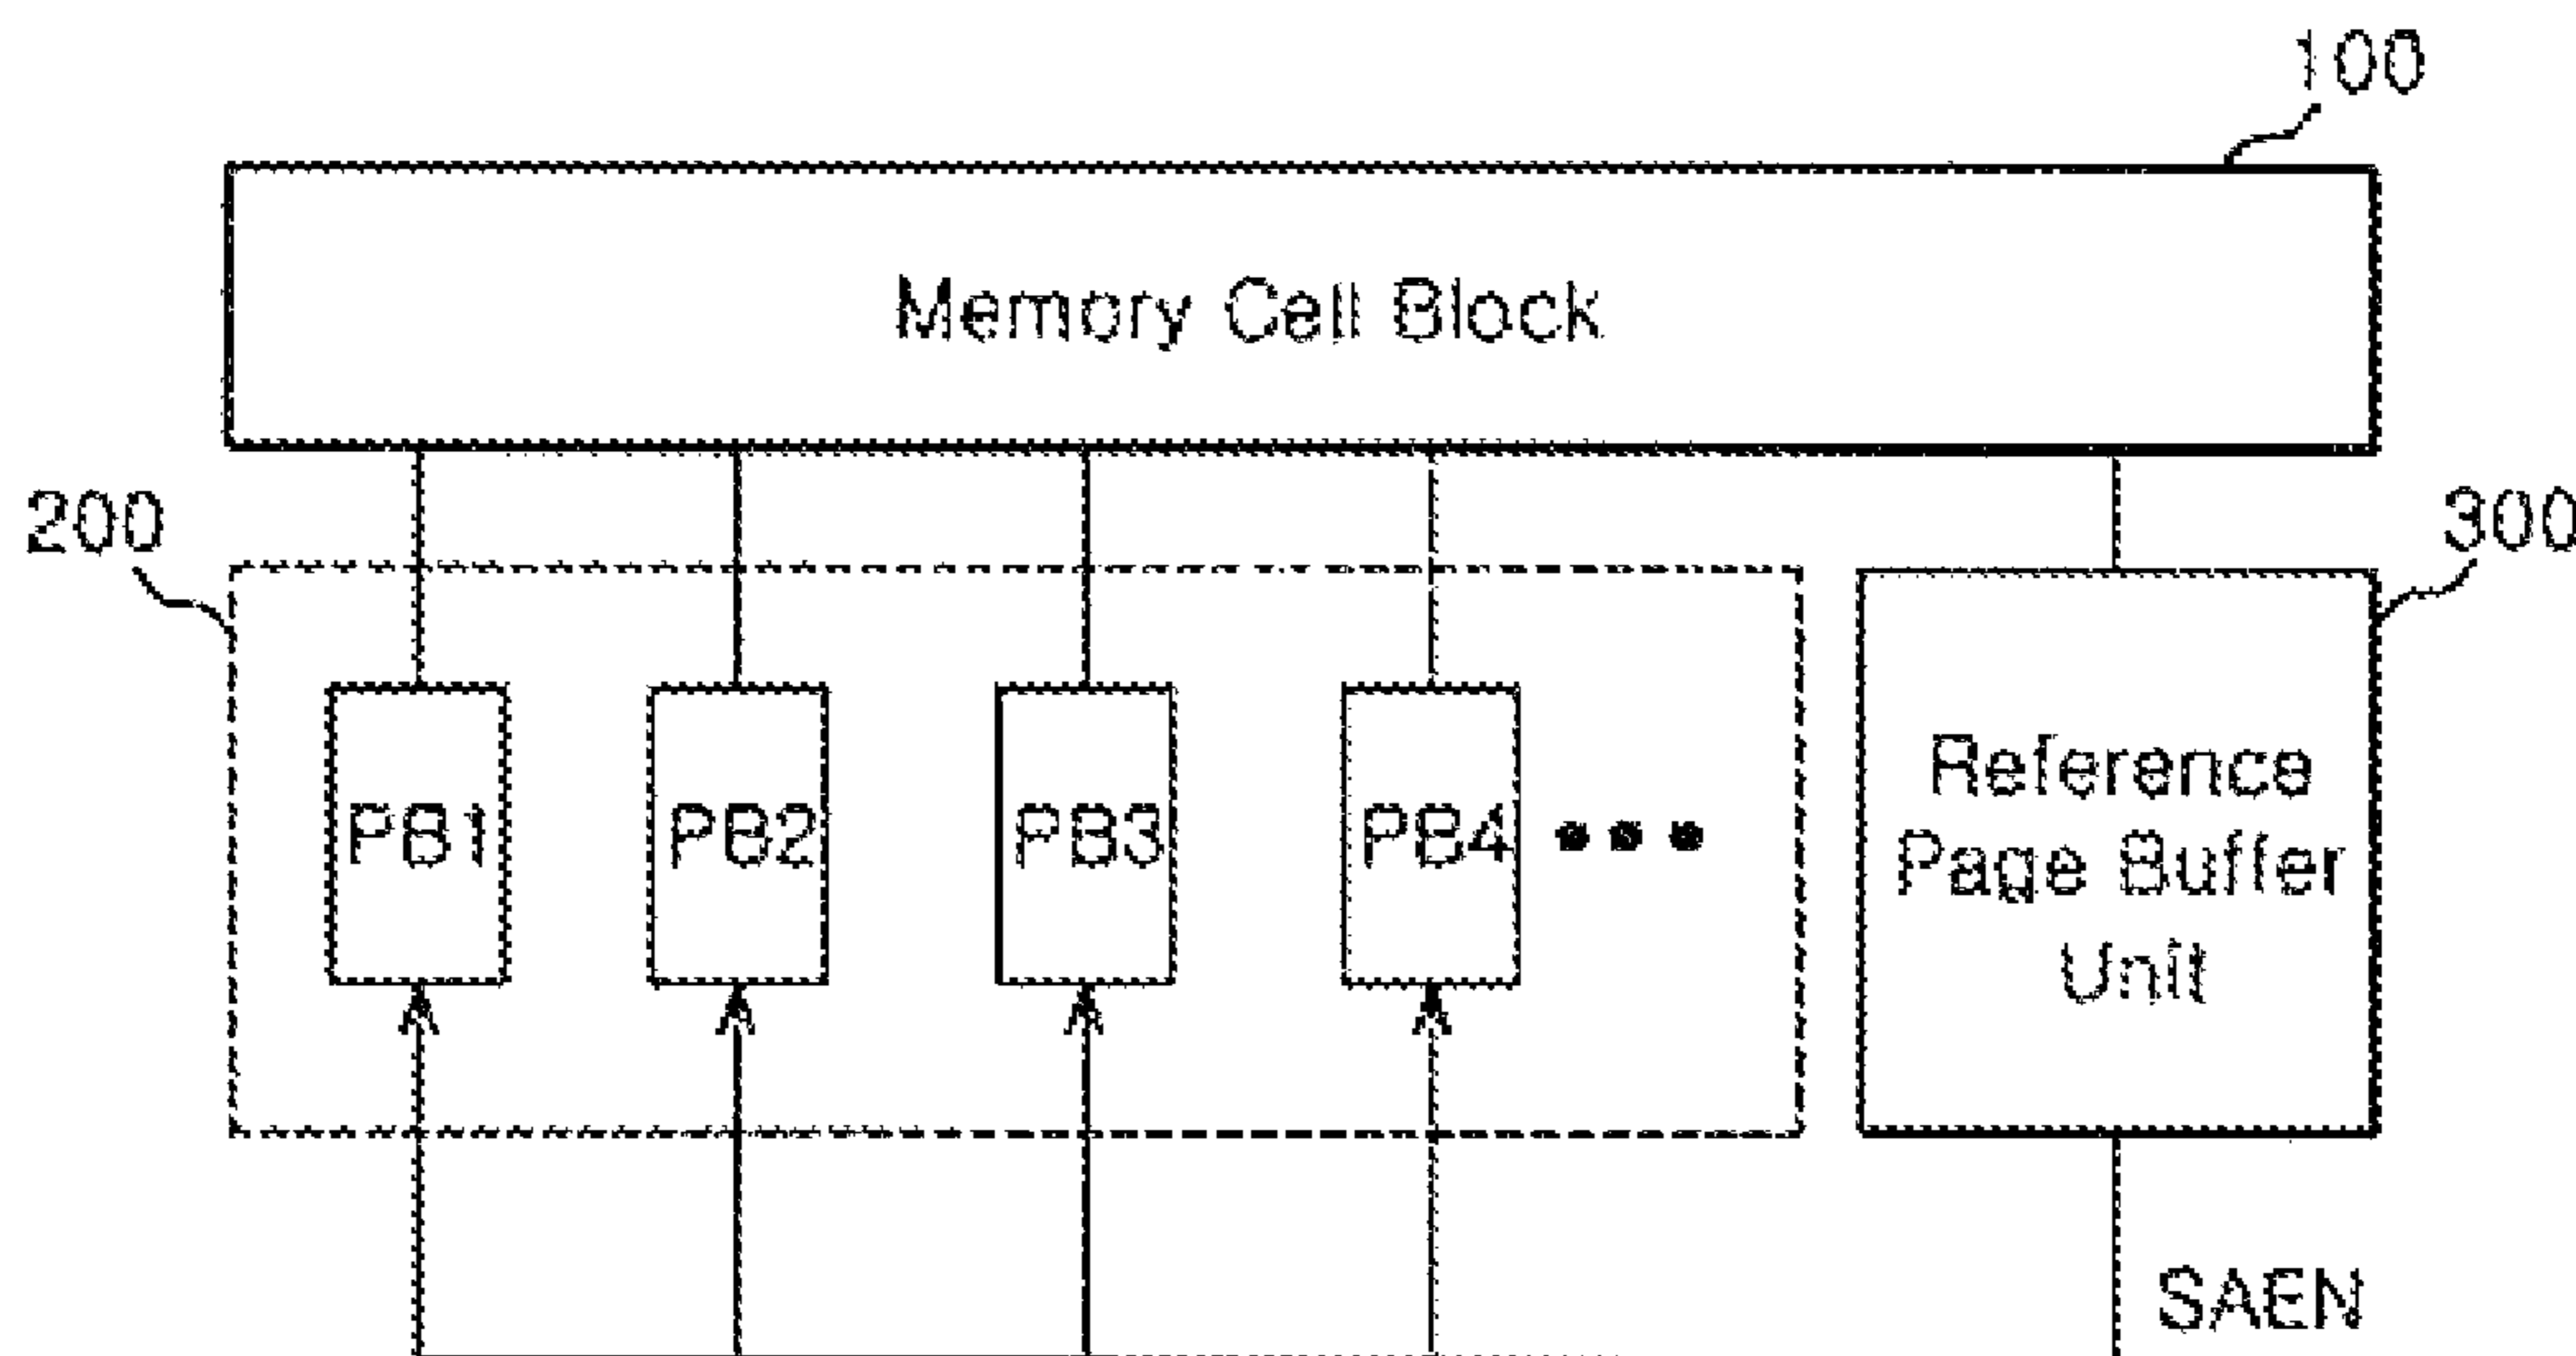 100
Memory Cell Block
200
300
PB1 PB2 PB3 PB4 •••
Reference
Page Buffer
Unit
SAEN